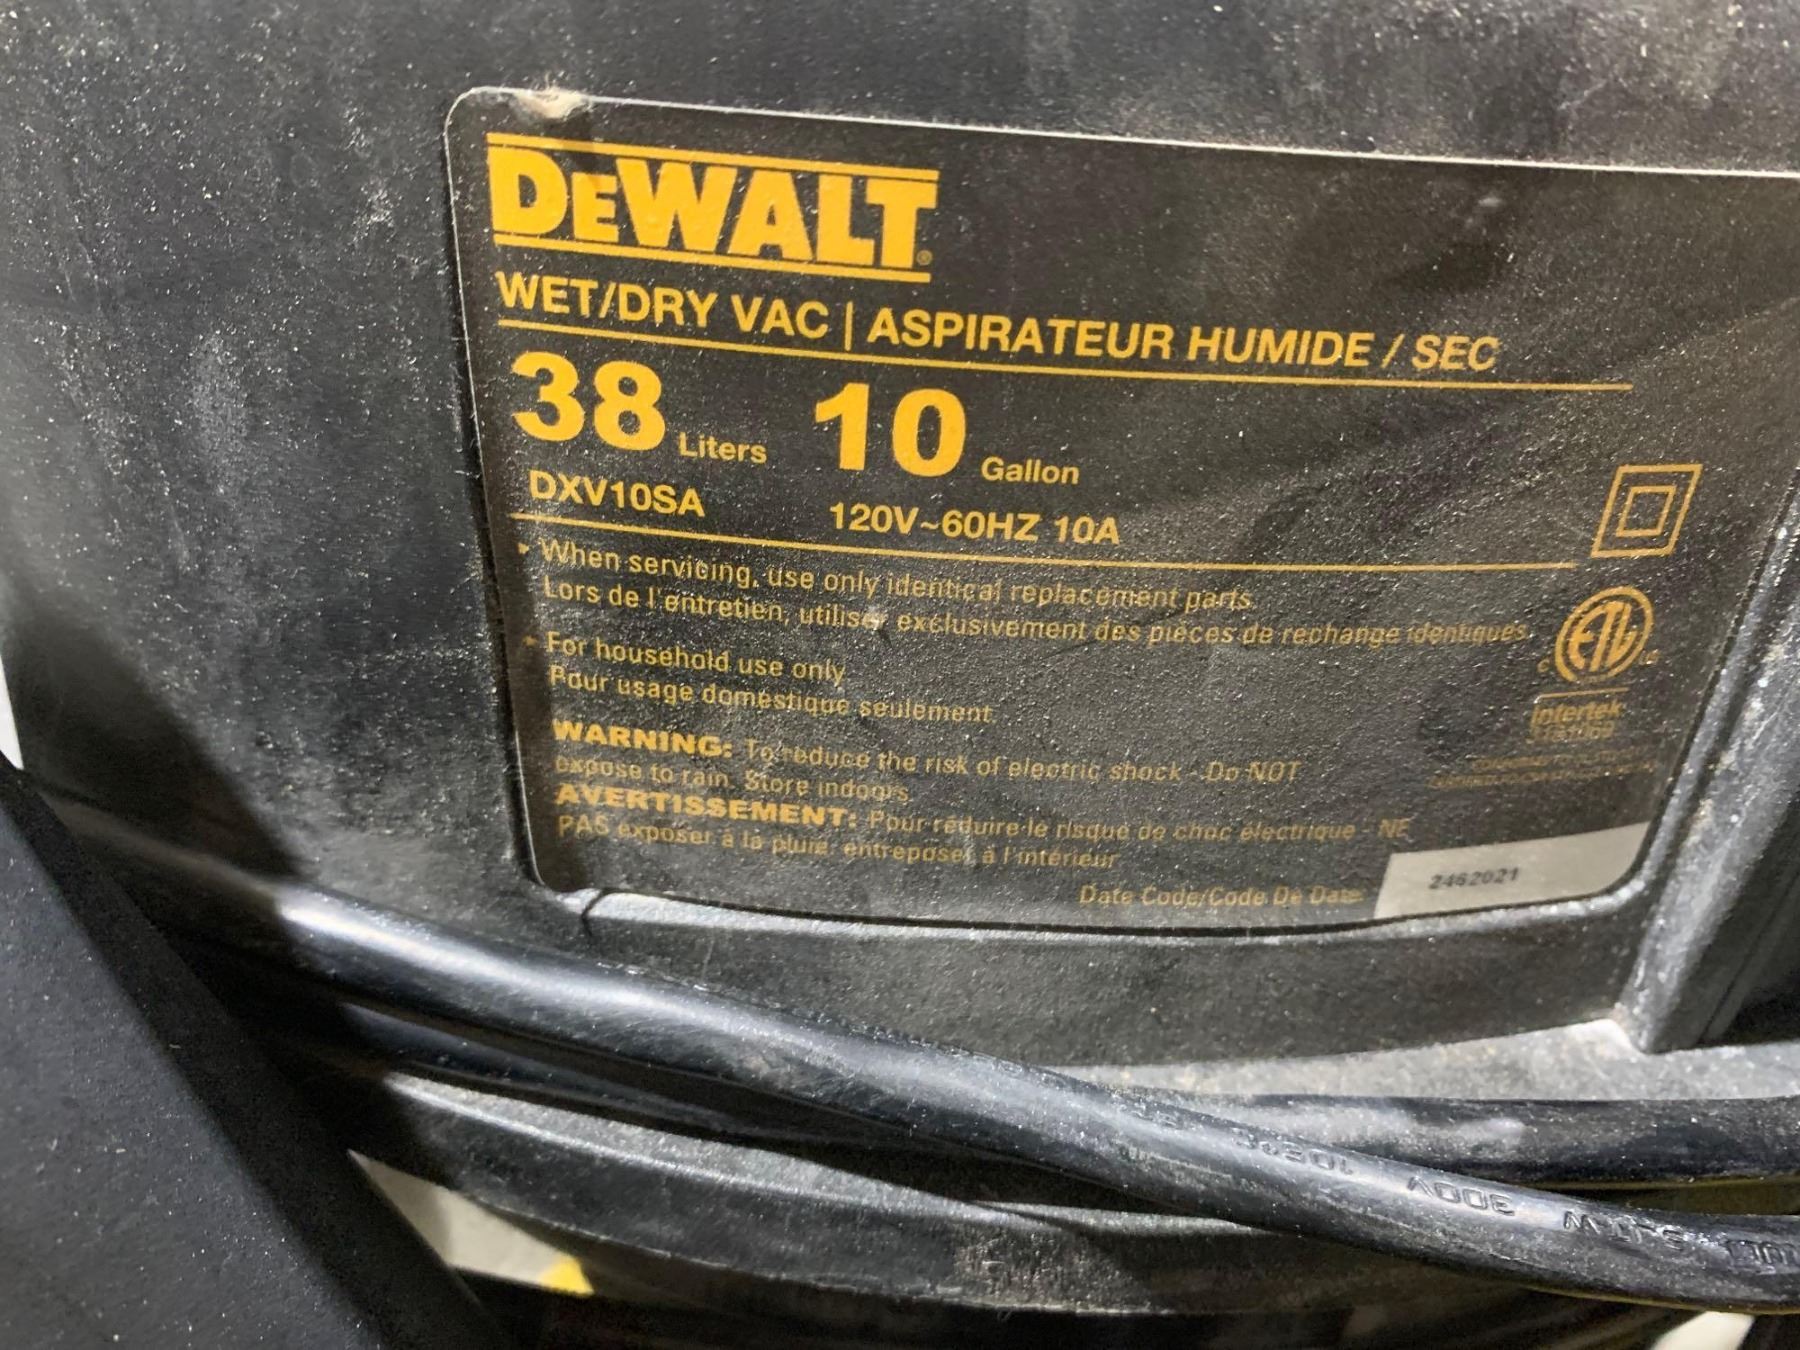 DEWALT®
WET/DRY VAC | ASPIRATEUR HUMIDE / SEC
38 Liters 10 Gallon
DXV10SA 120V~60HZ 10A
When servicing, use only identical replacement parts.
Lors de l'entretien, utiliser exclusivement des pièces de rechange identiques.
For household use only
Pour usage domestique seulement.
WARNING: To reduce the risk of electric shock - Do NOT
expose to rain. Store indoors.
AVERTISSEMENT: Pour réduire le risque de choc électrique - NE
PAS exposer à la pluie entreposer à l'intérieur
c ETL us
Intertek
Date Code/Code De Date 2462021
300V SJTW